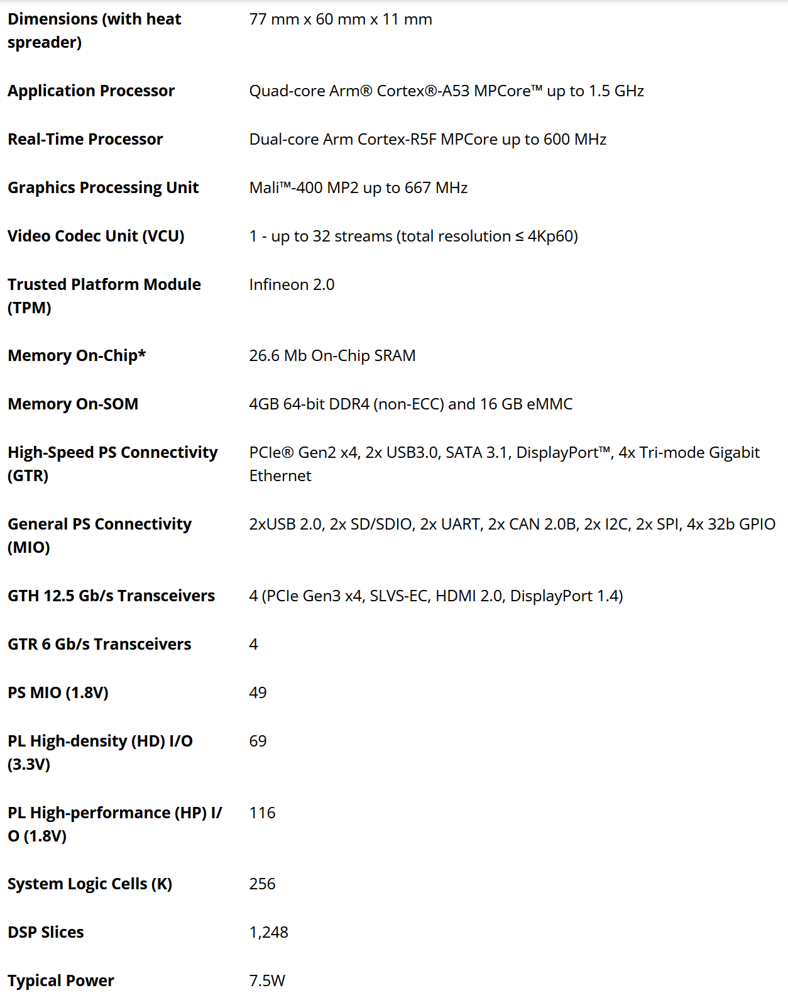 Dimensions (with heat
spreader)
77 mm x 60 mm x 11 mm
Application Processor
Quad-core Arm® Cortex®-A53 MPCore™ up to 1.5 GHz
Real-Time Processor
Dual-core Arm Cortex-R5F MPCore up to 600 MHz
Graphics Processing Unit
Mali™-400 MP2 up to 667 MHz
Video Codec Unit (VCU)
1 - up to 32 streams (total resolution ≤ 4Kp60)
Trusted Platform Module
(TPM)
Infineon 2.0
Memory On-Chip*
26.6 Mb On-Chip SRAM
Memory On-SOM
4GB 64-bit DDR4 (non-ECC) and 16 GB eMMC
High-Speed PS Connectivity
(GTR)
PCIe® Gen2 x4, 2x USB3.0, SATA 3.1, DisplayPort™, 4x Tri-mode Gigabit
Ethernet
General PS Connectivity
(MIO)
2xUSB 2.0, 2x SD/SDIO, 2x UART, 2x CAN 2.0B, 2x I2C, 2x SPI, 4x 32b GPIO
GTH 12.5 Gb/s Transceivers
4 (PCIe Gen3 x4, SLVS-EC, HDMI 2.0, DisplayPort 1.4)
GTR 6 Gb/s Transceivers
4
PS MIO (1.8V)
49
PL High-density (HD) I/O
(3.3V)
69
PL High-performance (HP) I/
O (1.8V)
116
System Logic Cells (K)
256
DSP Slices
1,248
Typical Power
7.5W